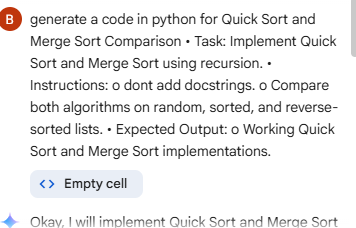 B
generate a code in python for Quick Sort and
Merge Sort Comparison • Task: Implement Quick
Sort and Merge Sort using recursion. •
Instructions: o dont add docstrings. o Compare
both algorithms on random, sorted, and reverse-
sorted lists. • Expected Output: o Working Quick
Sort and Merge Sort implementations.
<> Empty cell
Okay, I will implement Quick Sort and Merge Sort